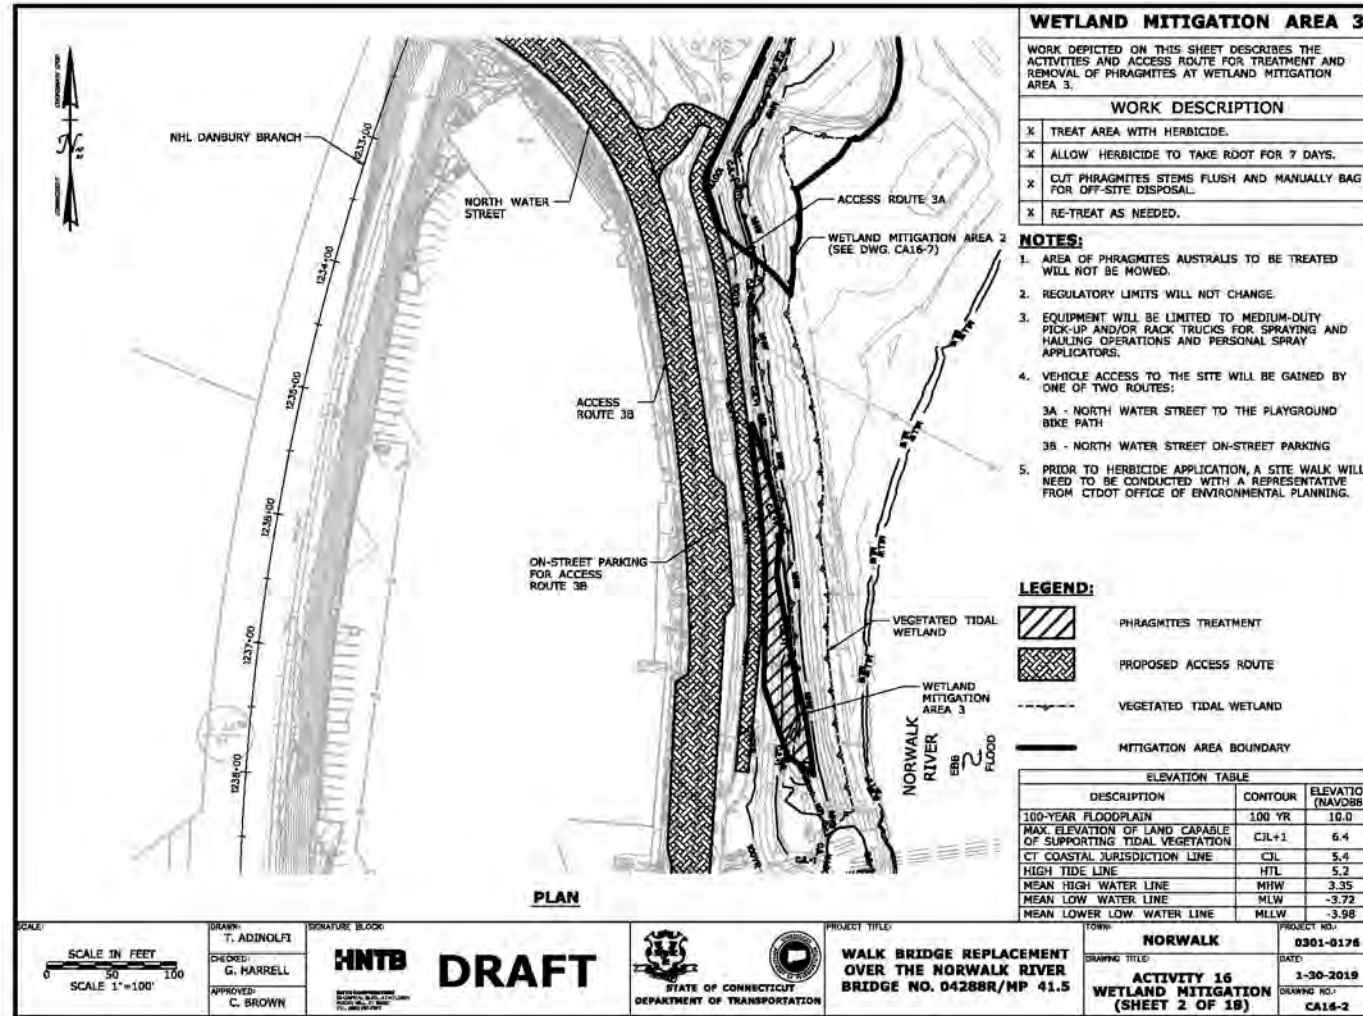 WETLAND MITIGATION AREA 3
WORK DEPICTED ON THIS SHEET DESCRIBES THE
ACTIVITIES AND ACCESS ROUTE FOR TREATMENT AND
REMOVAL OF PHRAGMITES AT WETLAND MITIGATION
AREA 3.
WORK DESCRIPTION
X TREAT AREA WITH HERBICIDE.
X ALLOW HERBICIDE TO TAKE ROOT FOR 7 DAYS.
X CUT PHRAGMITES STEMS FLUSH AND MANUALLY BAG
FOR OFF-SITE DISPOSAL.
X RE-TREAT AS NEEDED.
NOTES:
1. AREA OF PHRAGMITES AUSTRALIS TO BE TREATED
WILL NOT BE MOWED.
2. REGULATORY LIMITS WILL NOT CHANGE.
3. EQUIPMENT WILL BE LIMITED TO MEDIUM-DUTY
PICK-UP AND/OR RACK TRUCKS FOR SPRAYING AND
HAULING OPERATIONS AND PERSONAL SPRAY
APPLICATORS.
4. VEHICLE ACCESS TO THE SITE WILL BE GAINED BY
ONE OF TWO ROUTES:
3A - NORTH WATER STREET TO THE PLAYGROUND
BIKE PATH
3B - NORTH WATER STREET ON-STREET PARKING
5. PRIOR TO HERBICIDE APPLICATION, A SITE WALK WILL
NEED TO BE CONDUCTED WITH A REPRESENTATIVE
FROM CTDOT OFFICE OF ENVIRONMENTAL PLANNING.
LEGEND:
PHRAGMITES TREATMENT
PROPOSED ACCESS ROUTE
VEGETATED TIDAL WETLAND
MITIGATION AREA BOUNDARY
ELEVATION TABLE
DESCRIPTION CONTOUR ELEVATIO
(NAVD88
100-YEAR FLOODPLAIN 100 YR 10.0
MAX. ELEVATION OF LAND CAPABLE
OF SUPPORTING TIDAL VEGETATION CJL+1 6.4
CT COASTAL JURISDICTION LINE CJL 5.4
HIGH TIDE LINE HTL 5.2
MEAN HIGH WATER LINE MHW 3.35
MEAN LOW WATER LINE MLW -3.72
MEAN LOWER LOW WATER LINE MLLW -3.98
N
NHL DANBURY BRANCH
1233+00
1234+00
1235+00
1236+00
1237+00
1238+00
NORTH WATER
STREET
ACCESS ROUTE 3A
WETLAND MITIGATION AREA 2
(SEE DWG. CA16-7)
ACCESS
ROUTE 3B
ON-STREET PARKING
FOR ACCESS
ROUTE 3B
VEGETATED TIDAL
WETLAND
WETLAND
MITIGATION
AREA 3
NORWALK
RIVER
EBB
FLOOD
PLAN
SCALE:
SCALE IN FEET
0 50 100
SCALE 1"=100'
DRAWN:
T. ADINOLFI
CHECKED:
G. HARRELL
APPROVED:
C. BROWN
SIGNATURE BLOCK:
HNTB
DRAFT
STATE OF CONNECTICUT
DEPARTMENT OF TRANSPORTATION
PROJECT TITLE:
WALK BRIDGE REPLACEMENT
OVER THE NORWALK RIVER
BRIDGE NO. 04288R/MP 41.5
TOWN:
NORWALK
DRAWING TITLE:
ACTIVITY 16
WETLAND MITIGATION
(SHEET 2 OF 18)
PROJECT NO.:
0301-0176
DATE:
1-30-2019
DRAWING NO.:
CA16-2